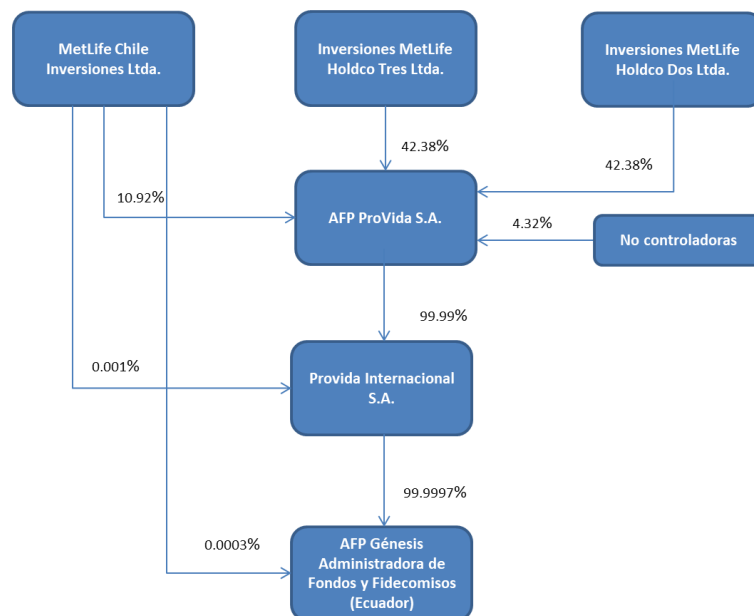 MetLife Chile
Inversiones Ltda.
Inversiones MetLife
Holdco Tres Ltda.
Inversiones MetLife
Holdco Dos Ltda.
42.38%
42.38%
10.92%
AFP ProVida S.A.
4.32%
No controladoras
99.99%
0.001%
Provida Internacional
S.A.
99.9997%
0.0003%
AFP Génesis
Administradora de
Fondos y Fidecomisos
(Ecuador)